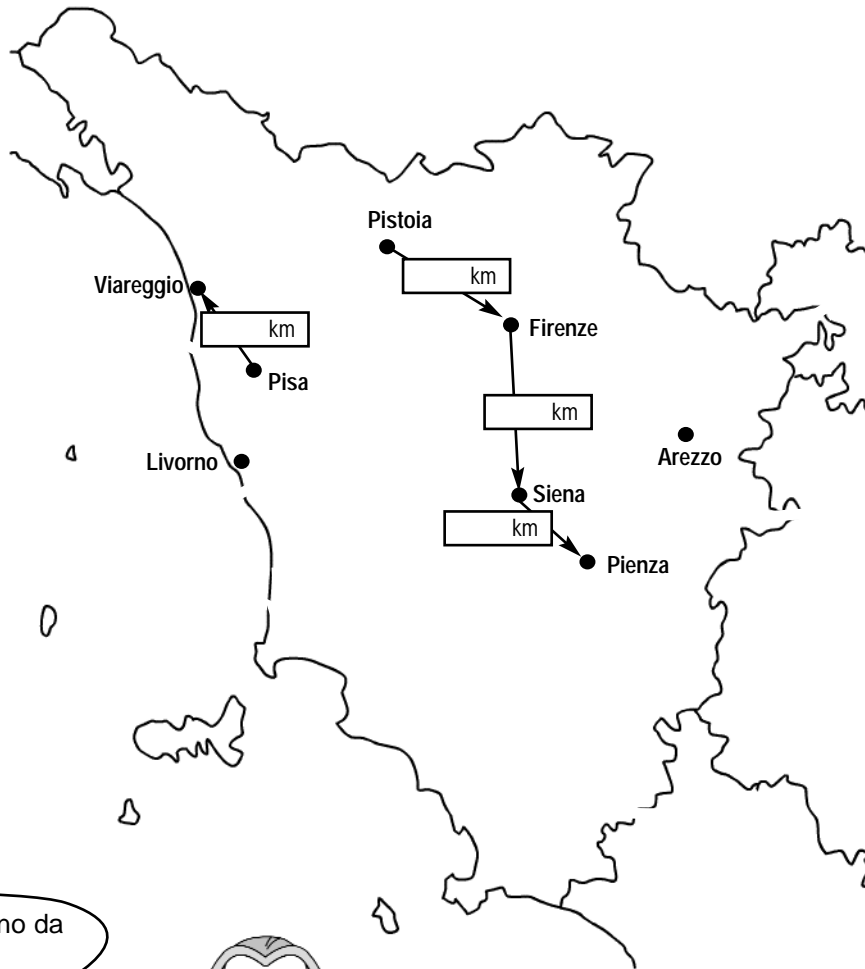 Pistoia
km
Viareggio
km
Firenze
Pisa
km
Arezzo
Livorno
Siena
km
Pienza
no da